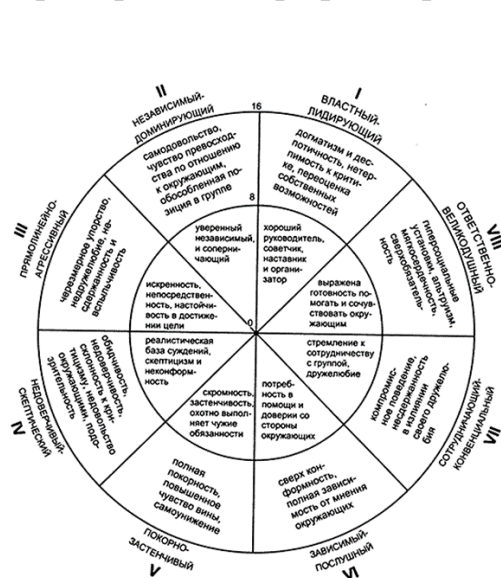 I
ВЛАСТНЫЙ-
ЛИДИРУЮЩИЙ
II
НЕЗАВИСИМЫЙ-
ДОМИНИРУЮЩИЙ
III
ПРЯМОЛИНЕЙНО-
АГРЕССИВНЫЙ
НЕДОВЕРЧИВЫЙ-
СКЕПТИЧЕСКИЙ
IV
ПОКОРНО-
ЗАСТЕНЧИВЫЙ
V
ЗАВИСИМЫЙ-
ПОСЛУШНЫЙ
VI
СОТРУДНИЧАЮЩИЙ-
КОНВЕНЦИАЛЬНЫЙ
VII
VIII
ОТВЕТСТВЕННО-
ВЕЛИКОДУШНЫЙ
16
8
0
догматизм и дес-
потичность, нетер-
пимость к крити-
ке, переоценка
собственных
возможностей
хороший
руководитель,
советчик,
наставник
и органи-
затор
самодовольство,
чувство превосход-
ства по отношению
к окружающим,
обособленная по-
зиция в группе
уверенный
независимый,
и соперни-
чающий
чрезмерное упорство,
недружелюбие, не-
сдержанность и
вспыльчивость
искренность,
непосредствен-
ность, настойчи-
вость в достиже-
нии цели
обидчивость,
недоверчивость,
склонность к кри-
тицизму, недовольство
окружающими, подо-
зрительность
реалистическая
база суждений,
скептицизм и
неконформ-
ность
полная
покорность,
повышенное
чувство вины,
самоунижение
скромность,
застенчивость,
охотно выпол-
няет чужие
обязанности
сверх кон-
формность,
полная зависи-
мость от мнения
окружающих
потреб-
ность в
помощи и
доверии со
стороны
окружающих
компромис-
сное поведение,
несдержанность
в излиянии
своего дружелю-
бия
стремление к
сотрудничеству
с группой,
дружелюбие
гиперсоциальные
установки, альтруизм,
мягкосердечность,
сверхобязатель-
ность
выражена
готовность по-
могать и сочув-
ствовать окру-
жающим